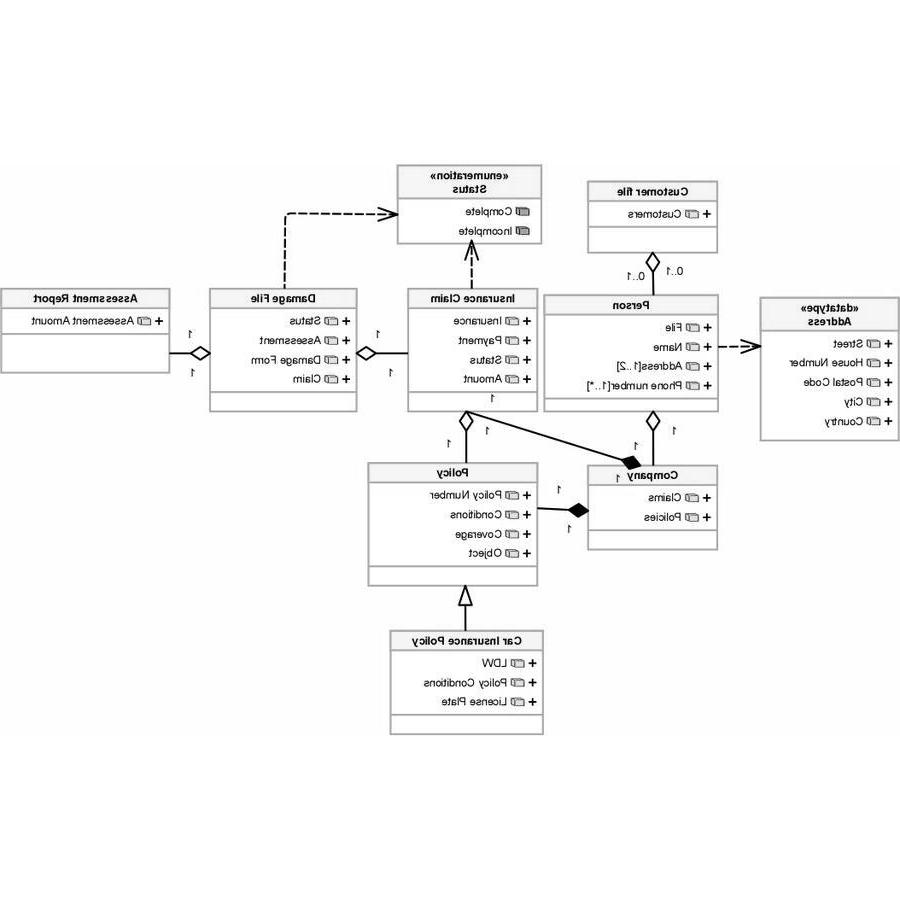 «enumeration»
Status
Complete
Incomplete
Customer file
+ Customers
0..1
0..1
Assessment Report
+ Assessment Amount
1
1
Damage File
+ Status
+ Assessment
+ Damage Form
+ Claim
1
1
Insurance Claim
+ Insurance
+ Payment
+ Status
+ Amount
1
1
1
Person
+ File
+ Name
+ Address[1..2]
+ Phone number[1..*]
1
1
«datatype»
Address
+ Street
+ House Number
+ Postal Code
+ City
+ Country
Policy
+ Policy Number
+ Conditions
+ Coverage
+ Object
1
1
Company
1
+ Claims
+ Policies
Car Insurance Policy
+ LDW
+ Policy Conditions
+ License Plate